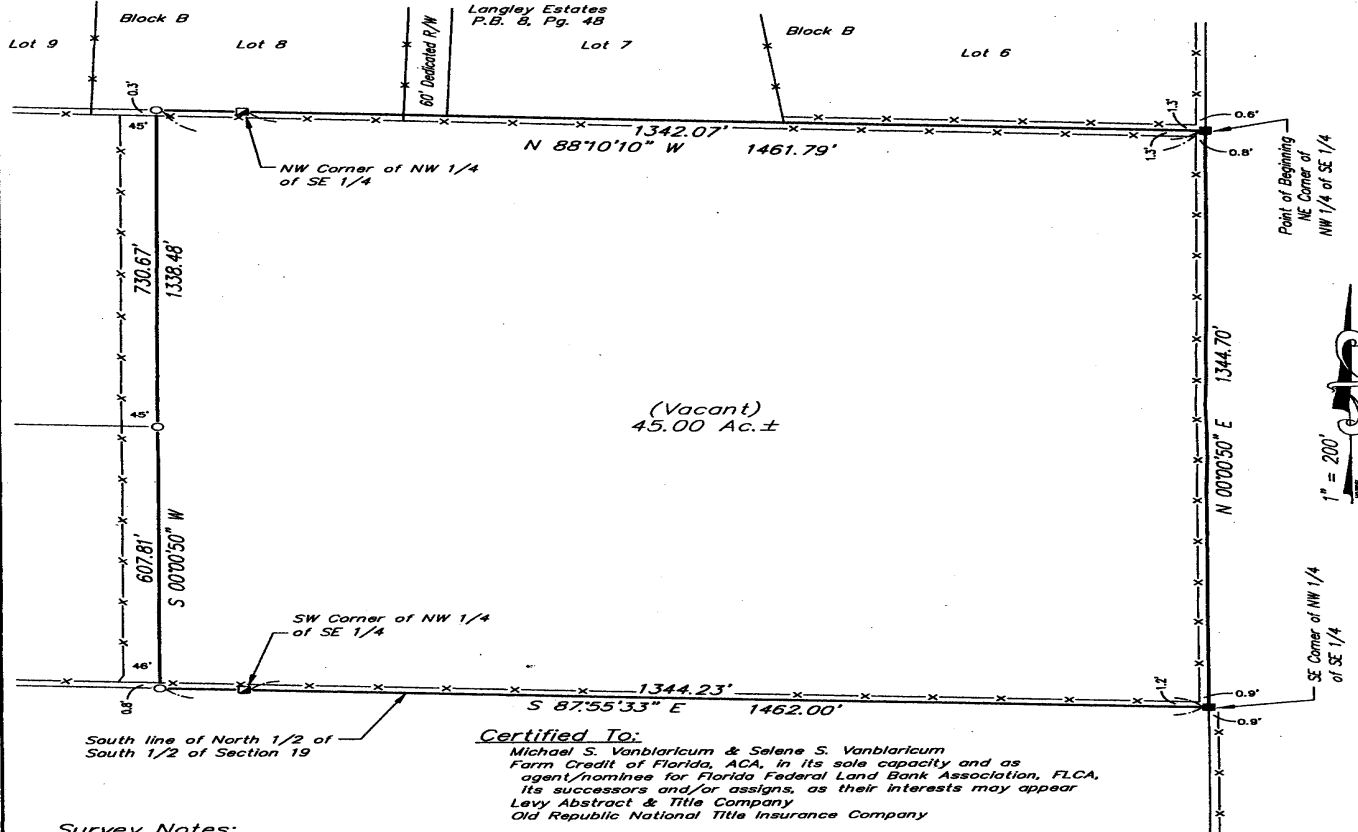 Langley Estates
P.B. 8, Pg. 48
Block B
Lot 9
Lot 8
60' Dedicated R/W
Lot 7
Block B
Lot 6
0.3'
45'
1342.07'
N 88°10'10" W 1461.79'
1.3'
1.3'
0.6'
0.8'
NW Corner of NW 1/4
of SE 1/4
Point of Beginning
NE Corner of
NW 1/4 of SE 1/4
730.67'
1338.48'
N 00°00'50" E 1344.70'
1" = 200'
(Vacant)
45.00 Ac.±
45'
607.81'
S 00°00'50" W
SW Corner of NW 1/4
of SE 1/4
SE Corner of NW 1/4
of SE 1/4
46'
0.8'
1344.23'
S 87°55'33" E 1462.00'
1.2'
0.9'
0.9'
South line of North 1/2 of
South 1/2 of Section 19
Certified To:
Michael S. Vanblaricum & Selene S. Vanblaricum
Farm Credit of Florida, ACA, in its sole capacity and as
agent/nominee for Florida Federal Land Bank Association, FLCA,
its successors and/or assigns, as their interests may appear
Levy Abstract & Title Company
Old Republic National Title Insurance Company
Survey Notes: